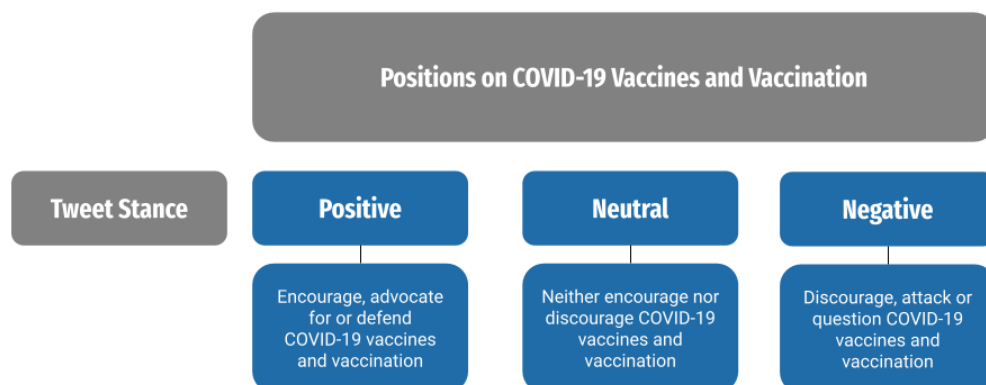 Positions on COVID-19 Vaccines and Vaccination
Tweet Stance
Positive
Neutral
Negative
Encourage, advocate
for or defend
COVID-19 vaccines
and vaccination
Neither encourage nor
discourage COVID-19
vaccines and
vaccination
Discourage, attack or
question COVID-19
vaccines and
vaccination